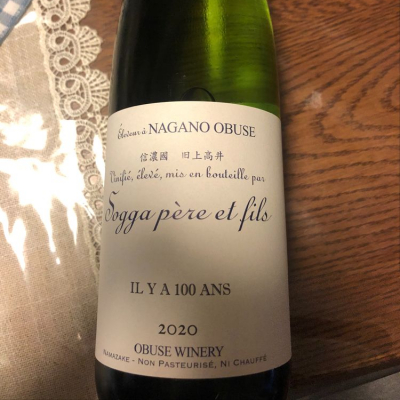 Éleveur à NAGANO OBUSE
信濃國 旧上高井
Vinifié, élevé, mis en bouteille par
Sogga père et fils
IL Y A 100 ANS
2020
OBUSE WINERY
NAMAZAKE - NON PASTEURISÉ, NI CHAUFFÉ